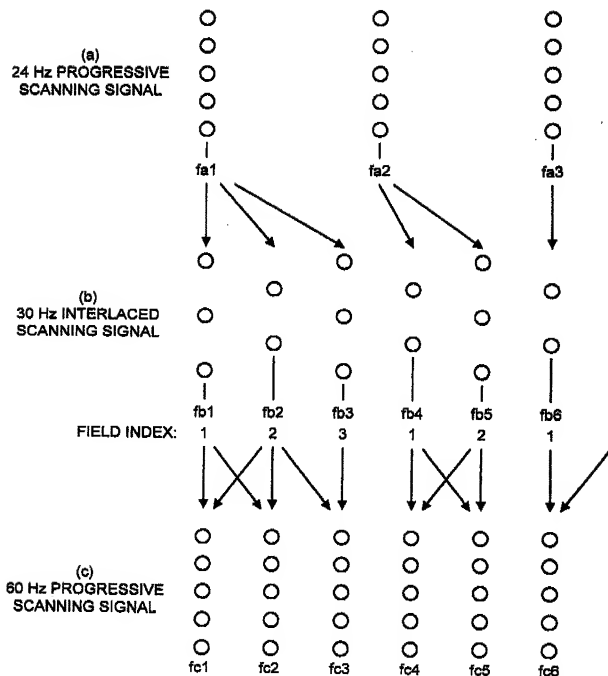 (a)
24 Hz PROGRESSIVE
SCANNING SIGNAL
fa1 fa2 fa3
(b)
30 Hz INTERLACED
SCANNING SIGNAL
fb1 fb2 fb3 fb4 fb5 fb6
FIELD INDEX: 1 2 3 1 2 1
(c)
60 Hz PROGRESSIVE
SCANNING SIGNAL
fc1 fc2 fc3 fc4 fc5 fc6